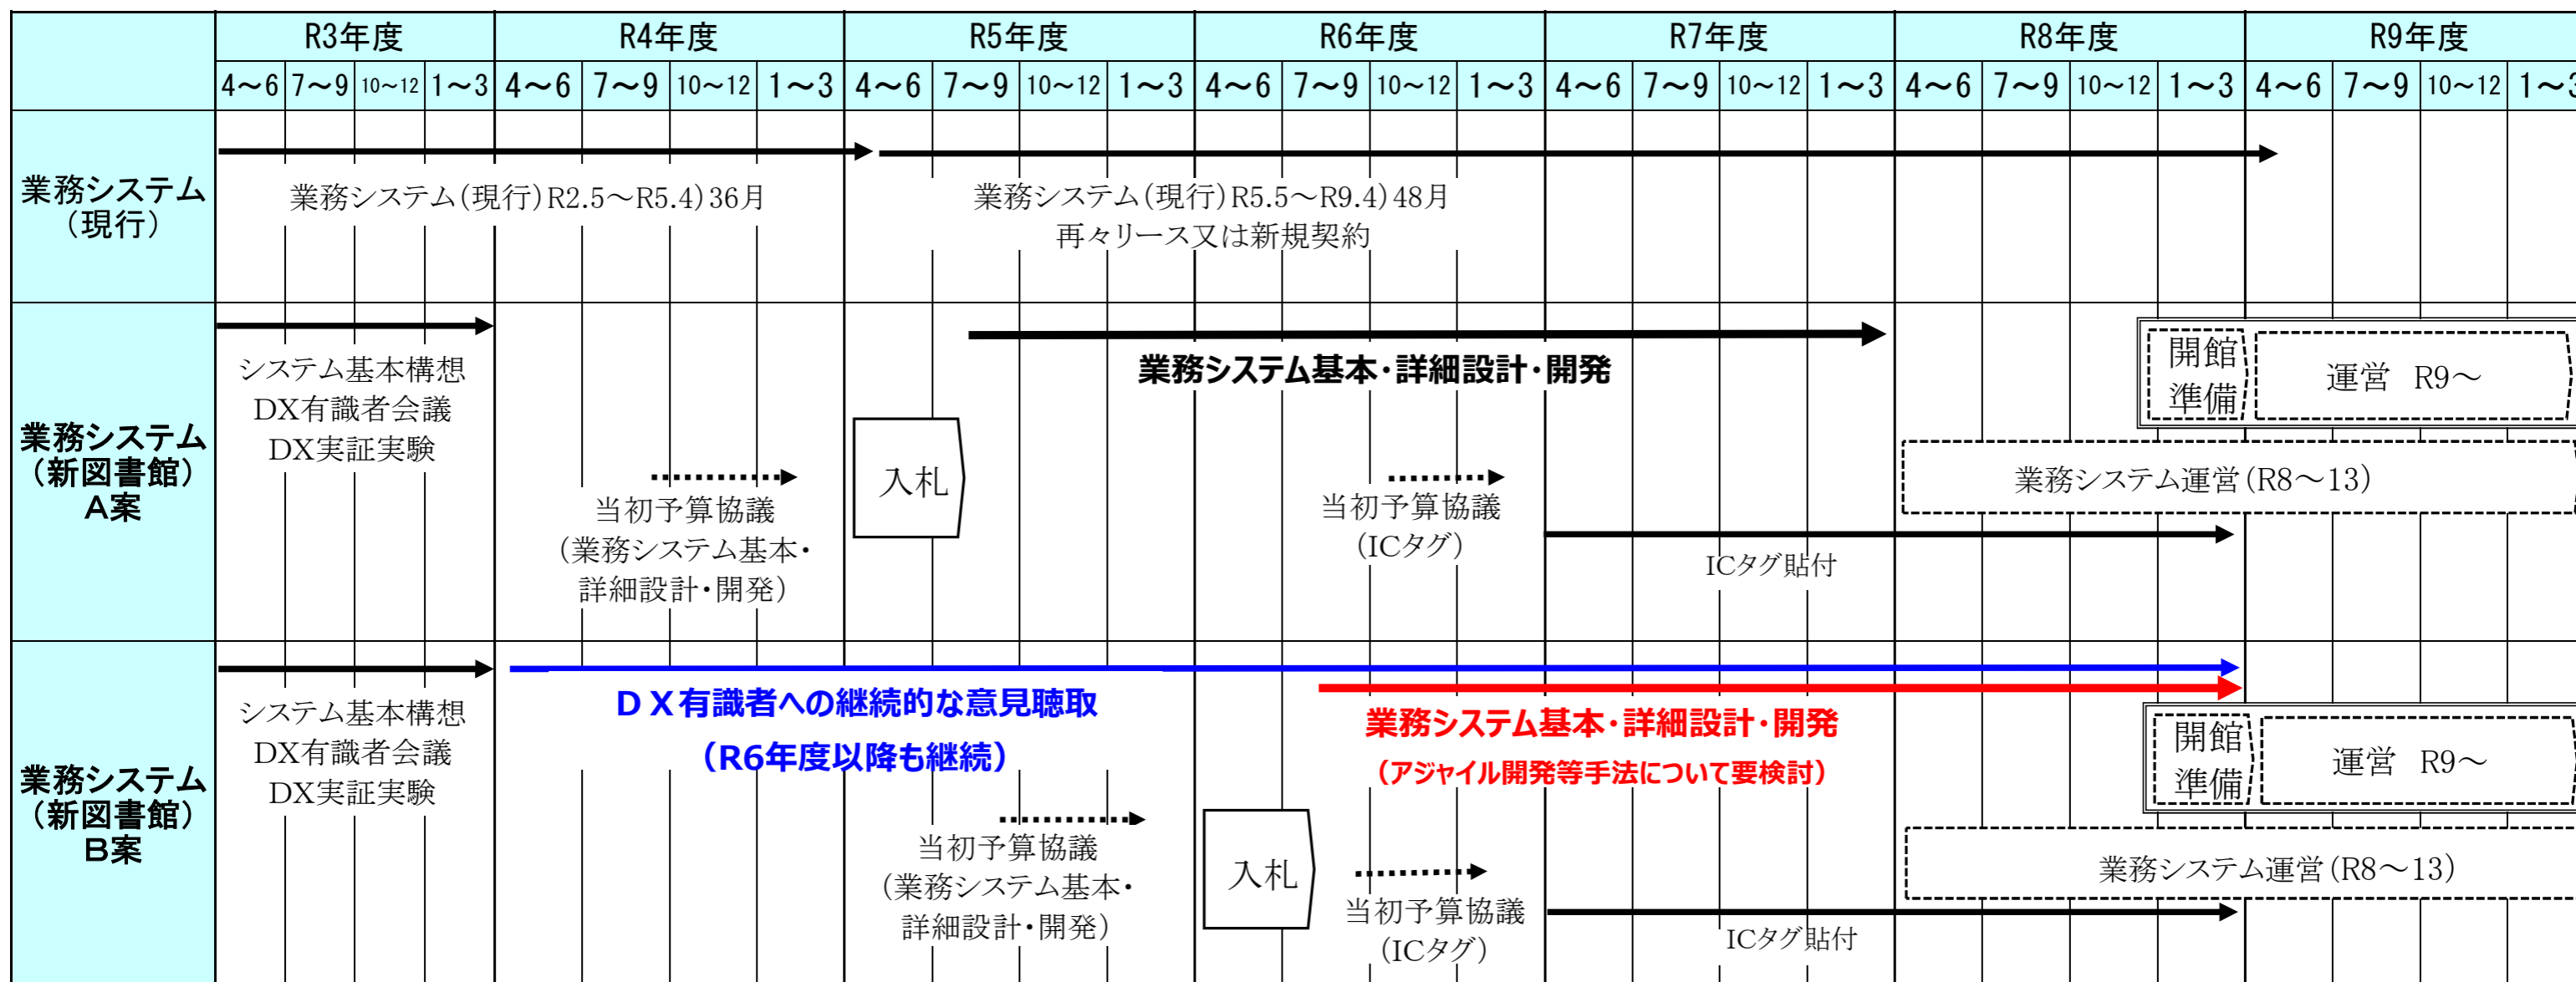 R3年度 R4年度 R5年度 R6年度 R7年度 R8年度 R9年度
4～6 7～9 10～12 1～3 4～6 7～9 10～12 1～3 4～6 7～9 10～12 1～3 4～6 7～9 10～12 1～3 4～6 7～9 10～12 1～3 4～6 7～9 10～12 1～3 4～6 7～9 10～12 1～3
業務システム
（現行）
業務システム（現行）R2.5～R5.4）36月
業務システム（現行）R5.5～R9.4）48月
再々リース又は新規契約
業務システム
（新図書館）
A案
システム基本構想
DX有識者会議
DX実証実験
当初予算協議
（業務システム基本・
詳細設計・開発）
入札
業務システム基本・詳細設計・開発
当初予算協議
（ICタグ）
ICタグ貼付
開館
準備
運営　R9～
業務システム運営（R8～13）
業務システム
（新図書館）
B案
システム基本構想
DX有識者会議
DX実証実験
ＤＸ有識者への継続的な意見聴取
（R6年度以降も継続）
当初予算協議
（業務システム基本・
詳細設計・開発）
入札
業務システム基本・詳細設計・開発
（アジャイル開発等手法について要検討）
当初予算協議
（ICタグ）
ICタグ貼付
開館
準備
運営　R9～
業務システム運営（R8～13）